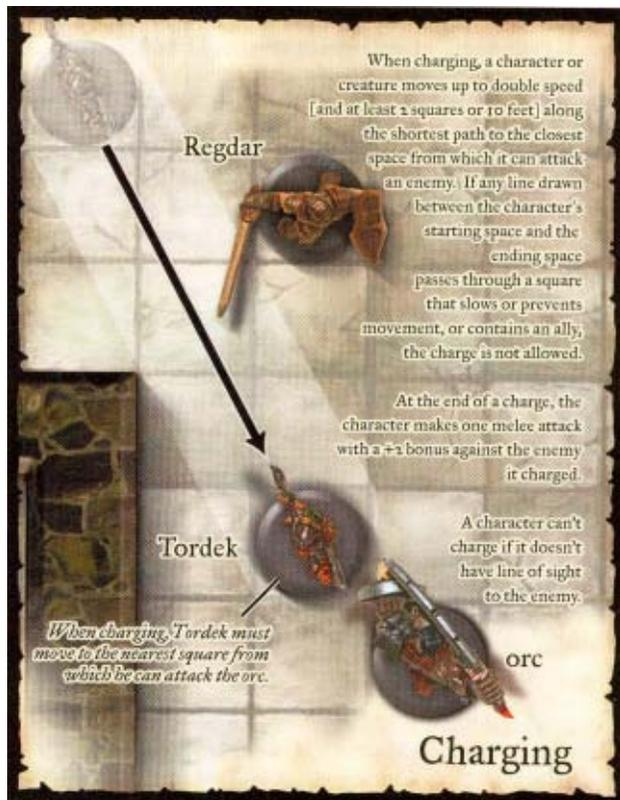 When charging, a character or
creature moves up to double speed
[and at least 2 squares or 10 feet] along
the shortest path to the closest
space from which it can attack
an enemy. If any line drawn
between the character's
starting space and the
ending space
passes through a square
that slows or prevents
movement, or contains an ally,
the charge is not allowed.
Regdar
At the end of a charge, the
character makes one melee attack
with a +2 bonus against the enemy
it charged.
A character can't
charge if it doesn't
have line of sight
to the enemy.
Tordek
When charging, Tordek must
move to the nearest square from
which he can attack the orc.
orc
Charging